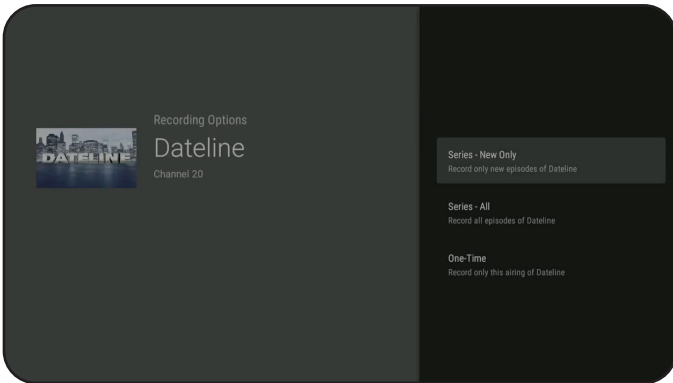 Recording Options
DATELINE
Dateline
Channel 20
Series - New Only
Record only new episodes of Dateline
Series - All
Record all episodes of Dateline
One-Time
Record only this airing of Dateline